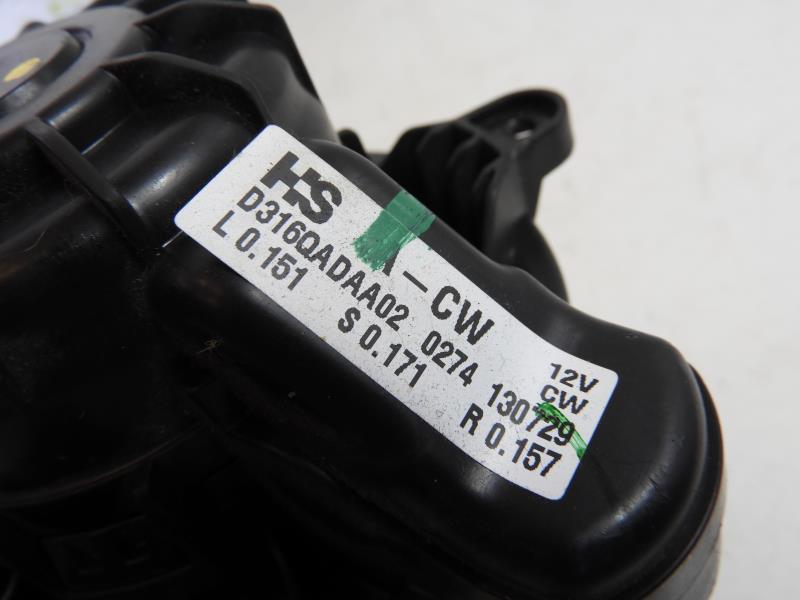 HS
A-CW
12V
D316QADAA02 0274 130729
CW
L 0.151 S 0.171 R 0.157